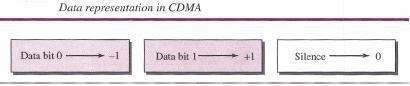 Data representation in CDMA
Data bit 0 → −1 Data bit 1 → +1 Silence → 0